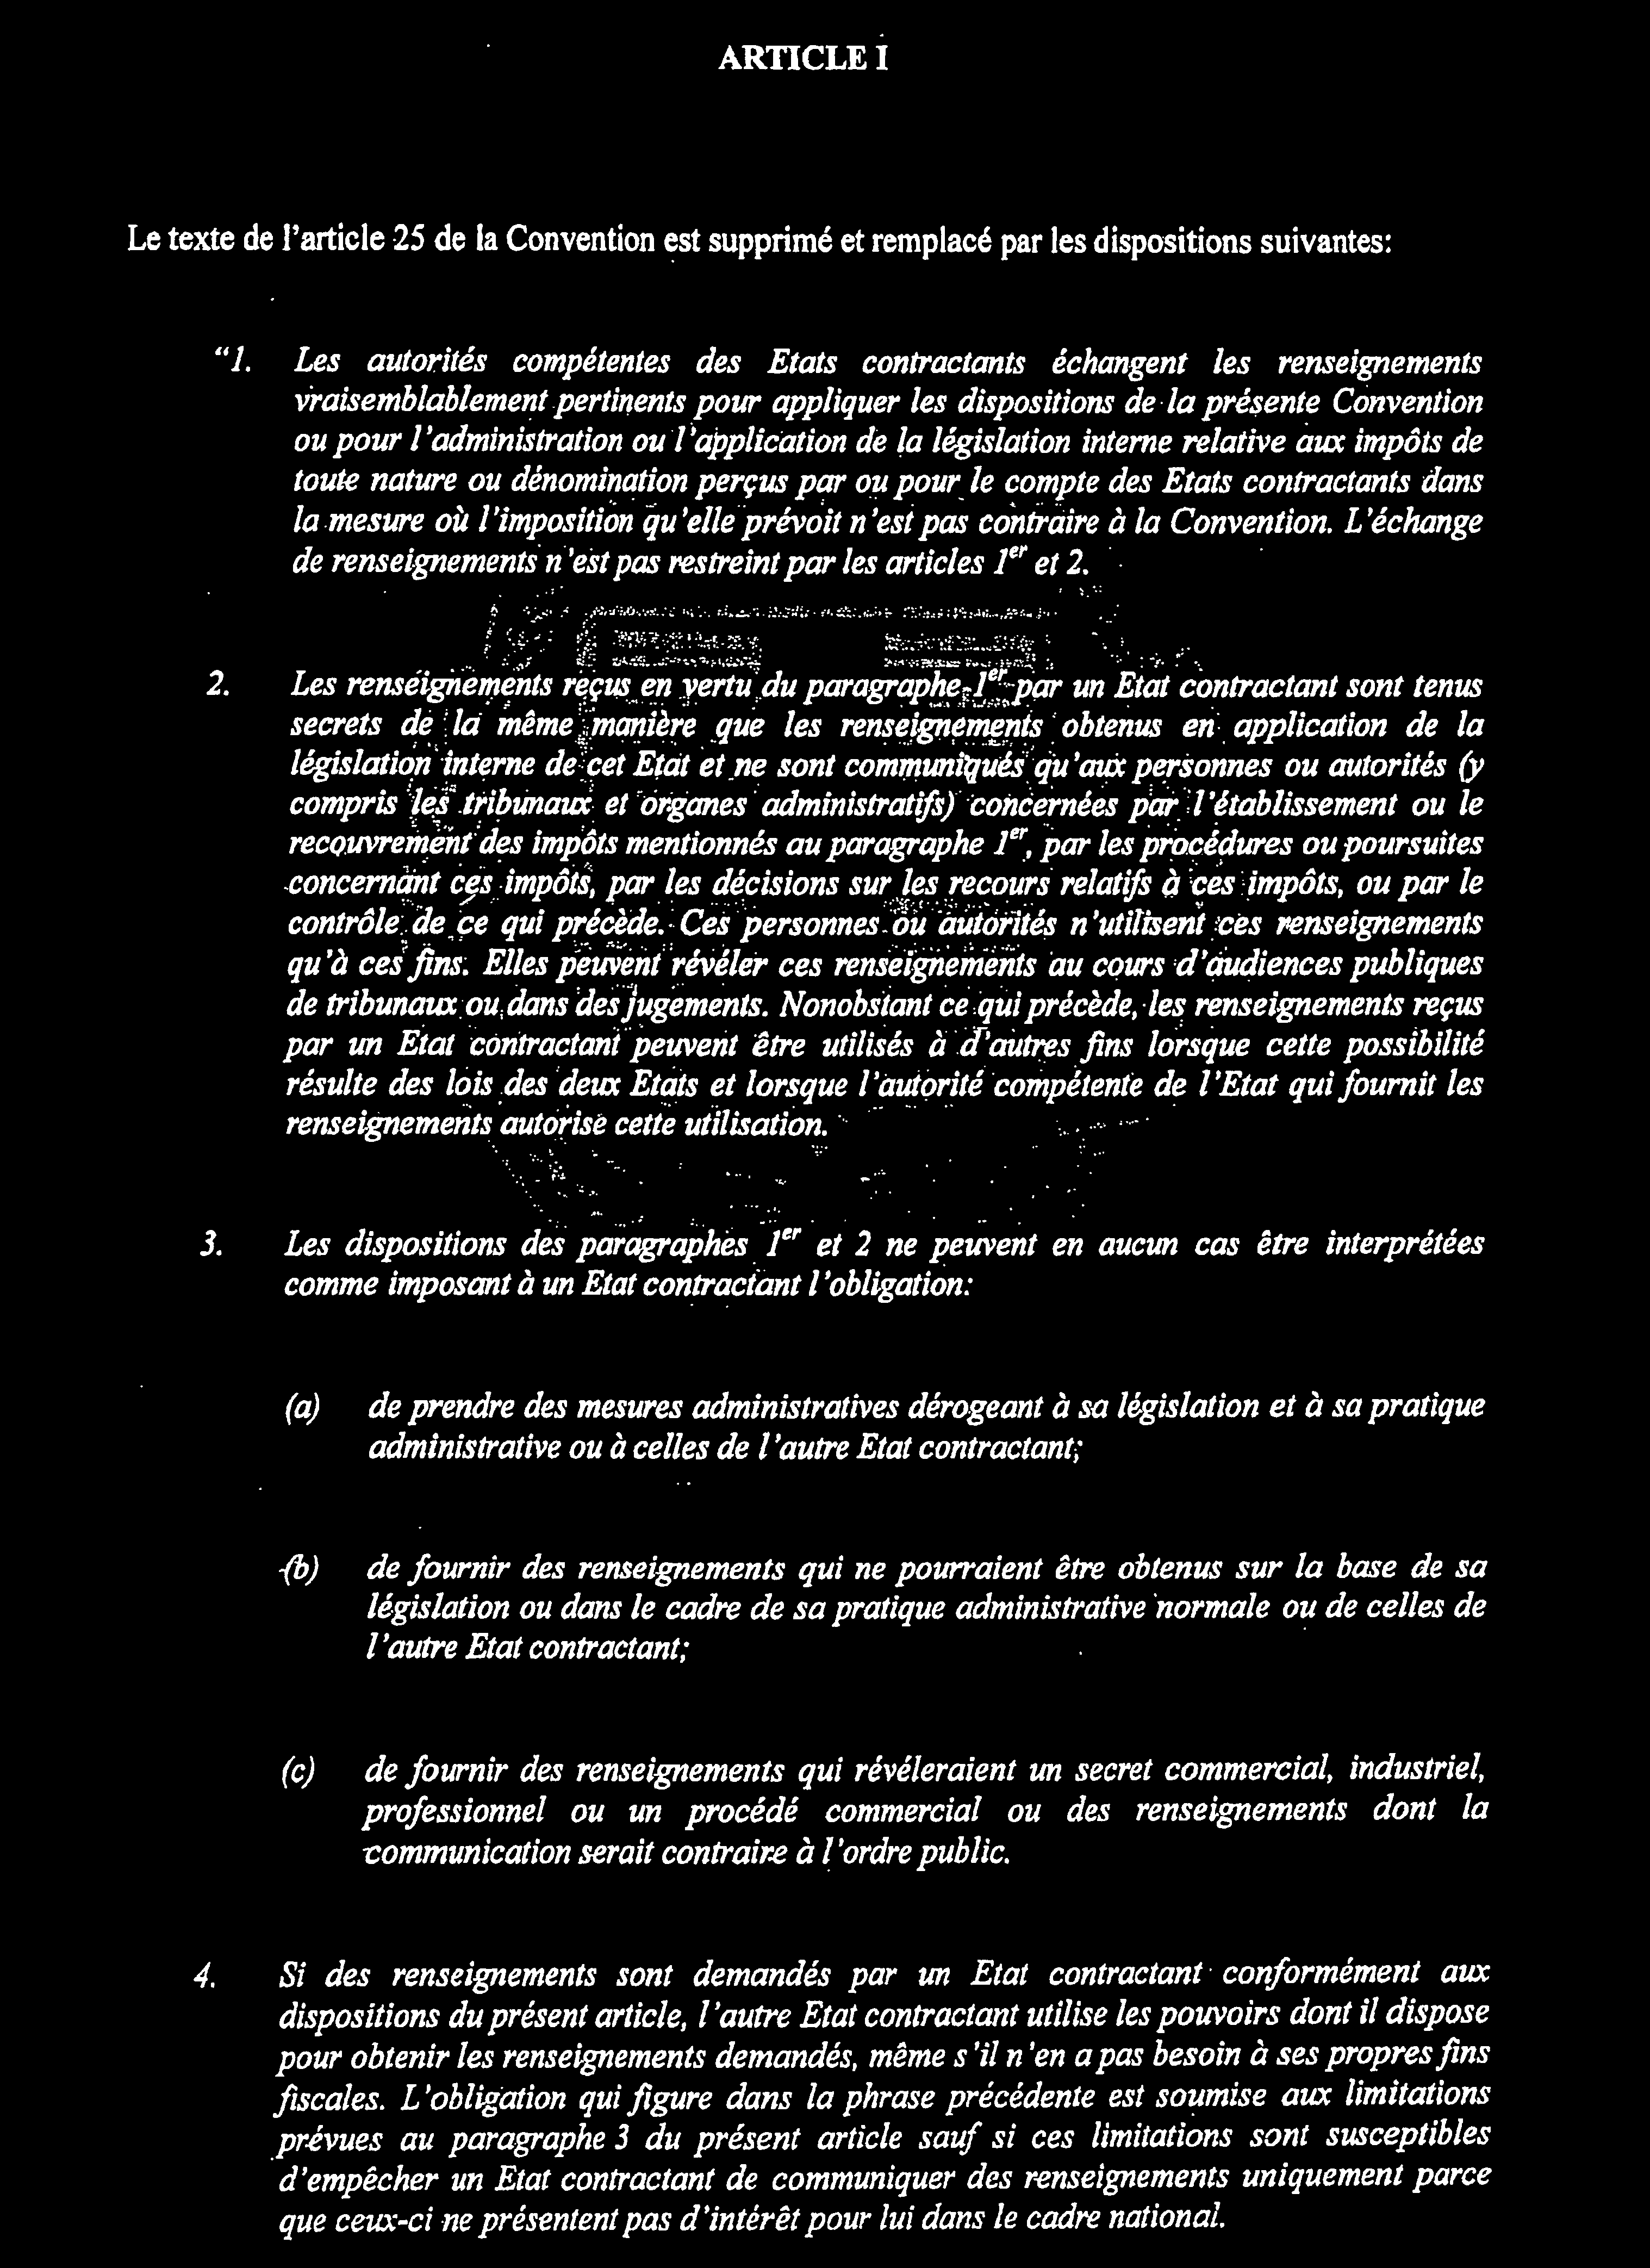 ARTICLE I
Le texte de l'article 25 de la Convention est supprimé et remplacé par les dispositions suivantes:
“1. Les autorités compétentes des Etats contractants échangent les renseignements
vraisemblablement pertinents pour appliquer les dispositions de la présente Convention
ou pour l'administration ou l'application de la législation interne relative aux impôts de
toute nature ou dénomination perçus par ou pour le compte des Etats contractants dans
la mesure où l'imposition qu'elle prévoit n'est pas contraire à la Convention. L'échange
de renseignements n'est pas restreint par les articles 1er et 2.
2. Les renseignements reçus en vertu du paragraphe 1er par un Etat contractant sont tenus
secrets de la même manière que les renseignements obtenus en application de la
législation interne de cet Etat et ne sont communiqués qu'aux personnes ou autorités (y
compris les tribunaux et organes administratifs) concernées par l'établissement ou le
recouvrement des impôts mentionnés au paragraphe 1er, par les procédures ou poursuites
concernant ces impôts, par les décisions sur les recours relatifs à ces impôts, ou par le
contrôle de ce qui précède. Ces personnes ou autorités n'utilisent ces renseignements
qu'à ces fins. Elles peuvent révéler ces renseignements au cours d'audiences publiques
de tribunaux ou dans des jugements. Nonobstant ce qui précède, les renseignements reçus
par un Etat contractant peuvent être utilisés à d'autres fins lorsque cette possibilité
résulte des lois des deux Etats et lorsque l'autorité compétente de l'Etat qui fournit les
renseignements autorise cette utilisation.
3. Les dispositions des paragraphes 1er et 2 ne peuvent en aucun cas être interprétées
comme imposant à un Etat contractant l'obligation:
(a) de prendre des mesures administratives dérogeant à sa législation et à sa pratique
administrative ou à celles de l'autre Etat contractant;
(b) de fournir des renseignements qui ne pourraient être obtenus sur la base de sa
législation ou dans le cadre de sa pratique administrative normale ou de celles de
l'autre Etat contractant;
(c) de fournir des renseignements qui révéleraient un secret commercial, industriel,
professionnel ou un procédé commercial ou des renseignements dont la
communication serait contraire à l'ordre public.
4. Si des renseignements sont demandés par un Etat contractant conformément aux
dispositions du présent article, l'autre Etat contractant utilise les pouvoirs dont il dispose
pour obtenir les renseignements demandés, même s'il n'en a pas besoin à ses propres fins
fiscales. L'obligation qui figure dans la phrase précédente est soumise aux limitations
prévues au paragraphe 3 du présent article sauf si ces limitations sont susceptibles
d'empêcher un Etat contractant de communiquer des renseignements uniquement parce
que ceux-ci ne présentent pas d'intérêt pour lui dans le cadre national.